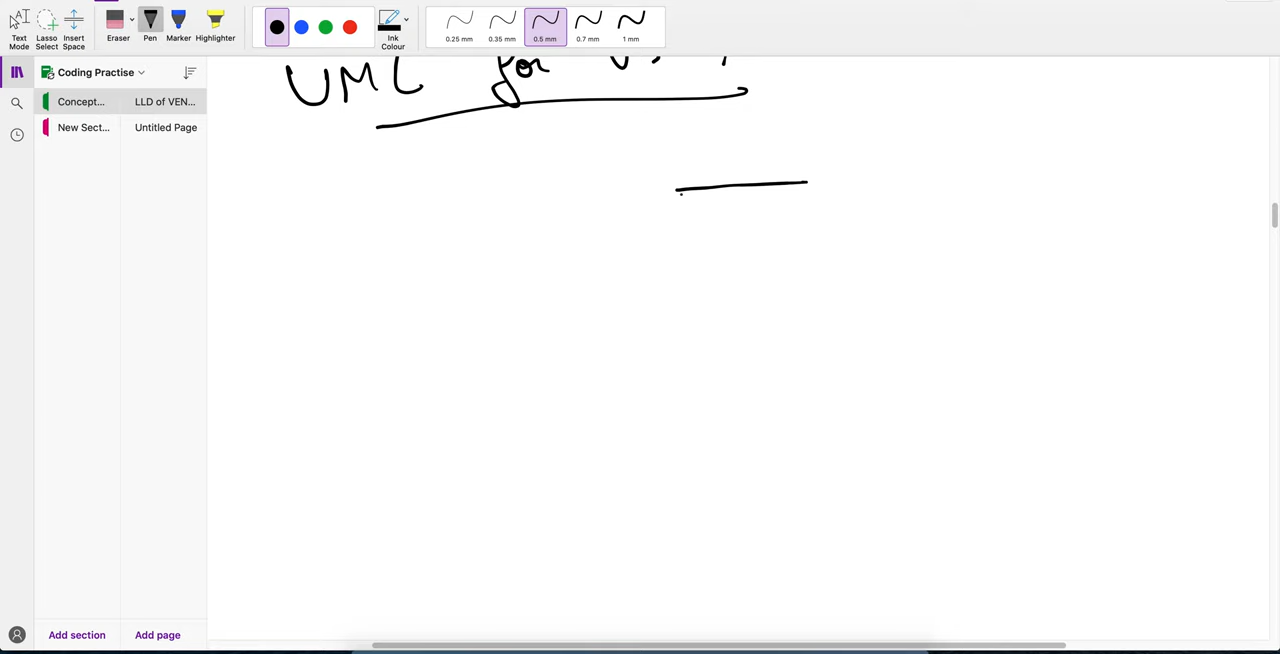 Text Mode
Lasso Select
Insert Space
Eraser
Pen
Marker
Highlighter
Ink Colour
0.25 mm
0.35 mm
0.5 mm
0.7 mm
1 mm
Coding Practise
Concept... LLD of VEN...
New Sect... Untitled Page
UML for
Add section Add page